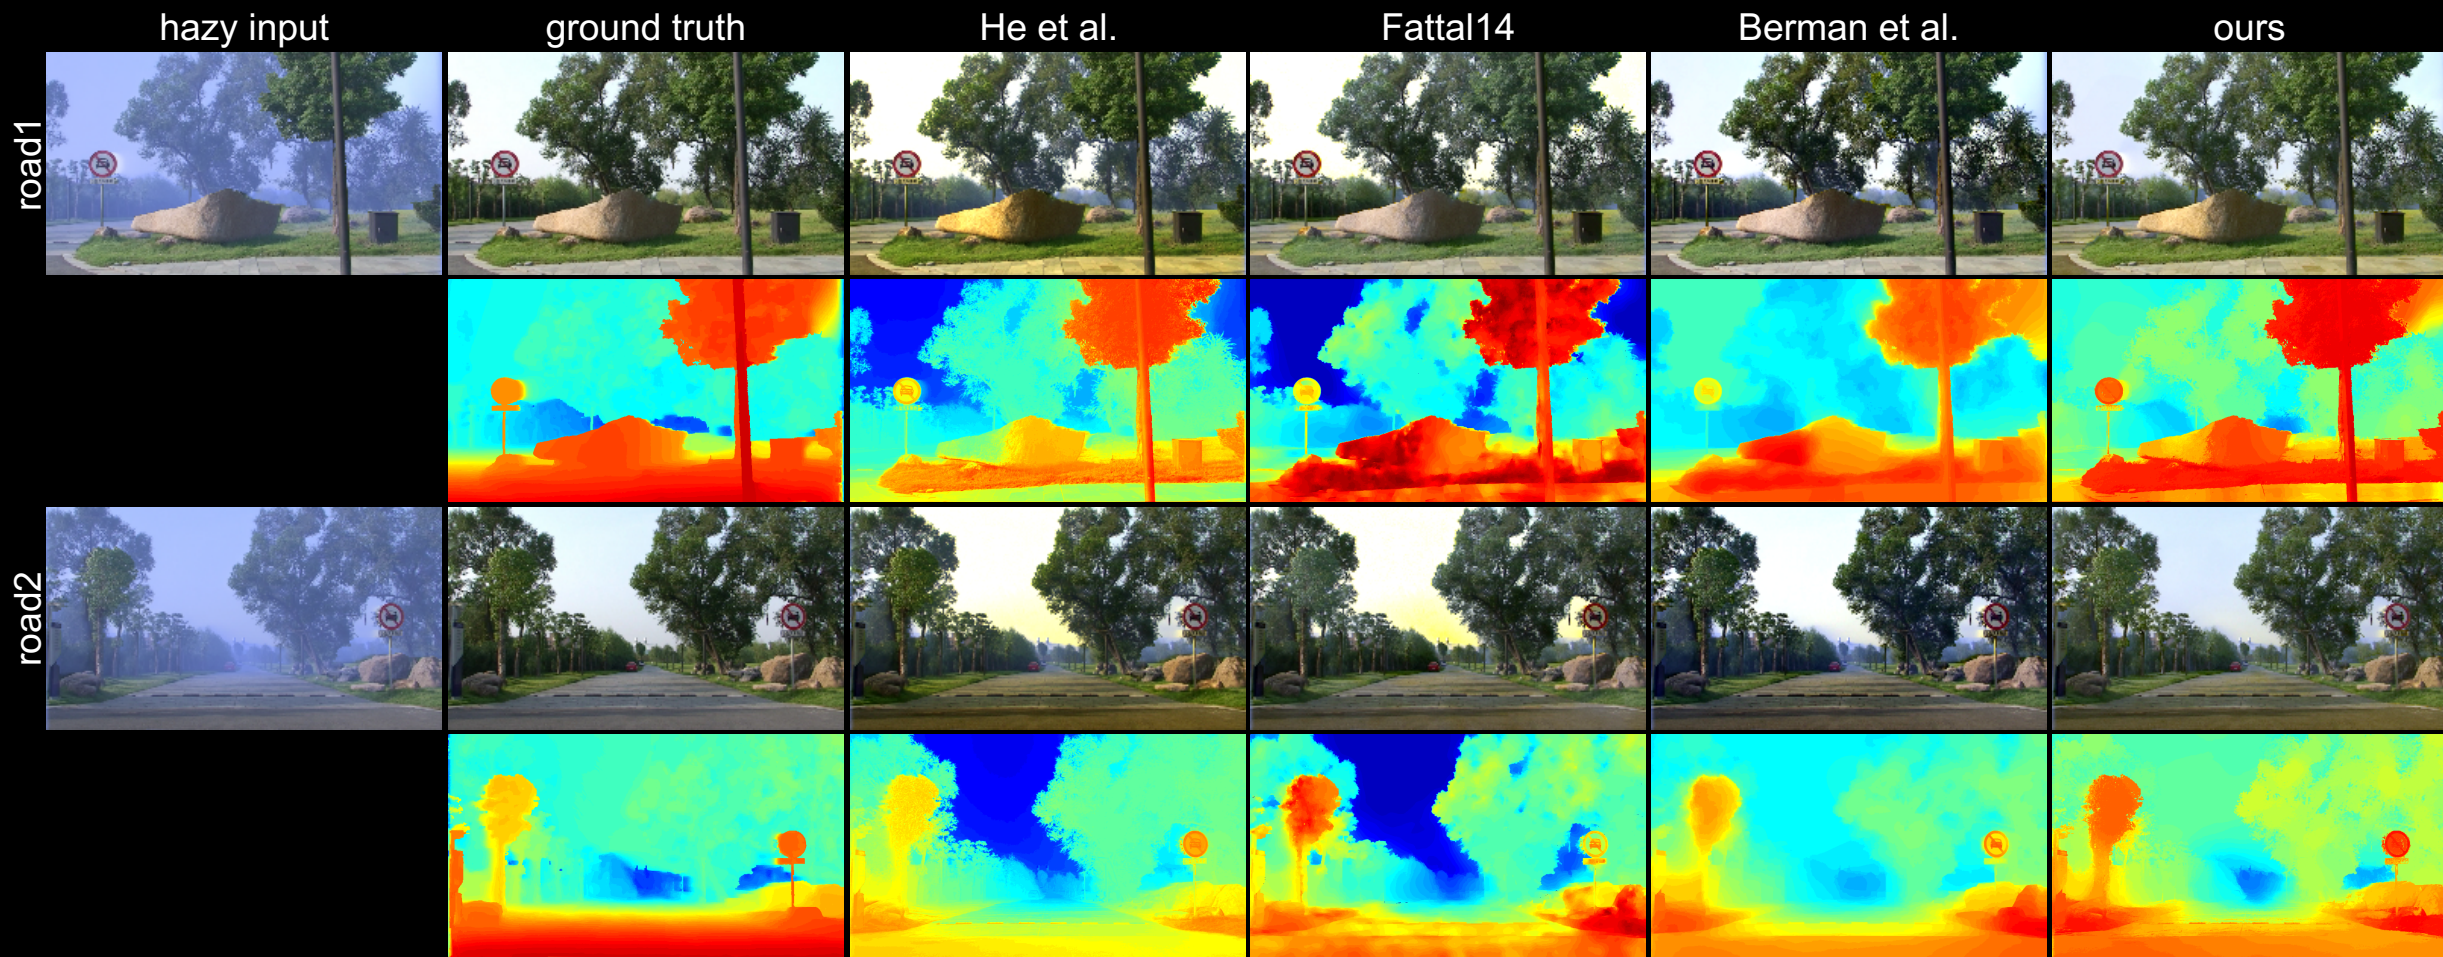 hazy input ground truth He et al. Fattal14 Berman et al. ours
road1
road2